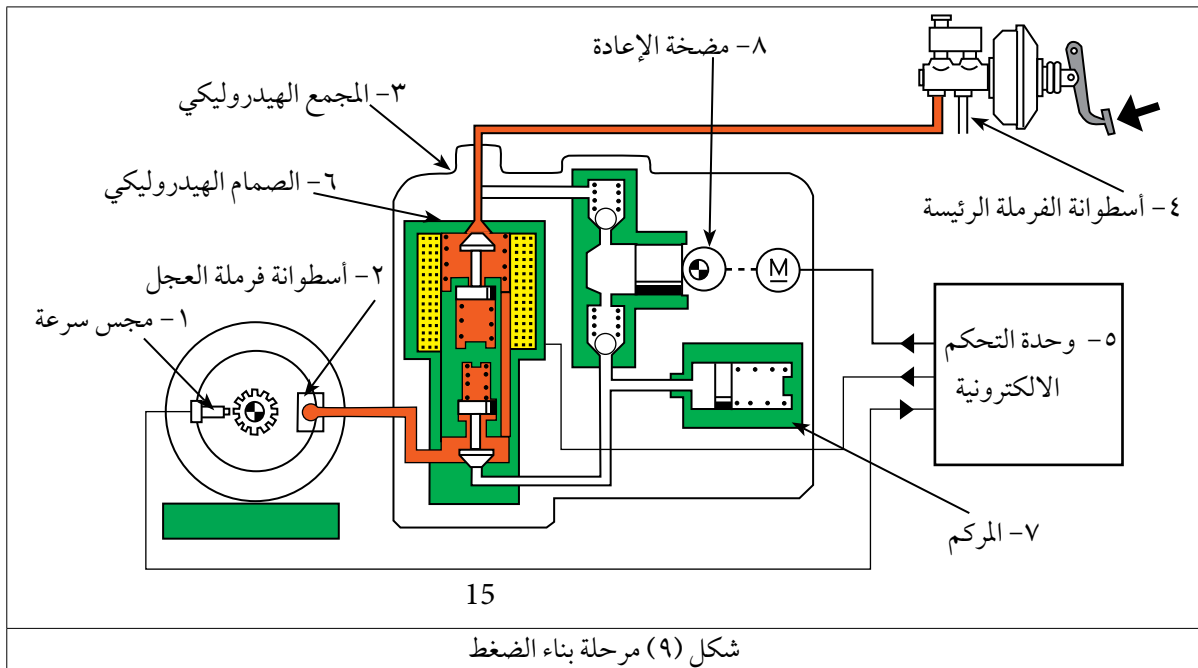 ٨- مضخة الإعادة
٣- المجمع الهيدروليكي
٦- الصمام الهيدروليكي
٤- أسطوانة الفرملة الرئيسة
٢- أسطوانة فرملة العجل
١- مجس سرعة
M
٥- وحدة التحكم
الالكترونية
٧- المركم
15
شكل (٩) مرحلة بناء الضغط